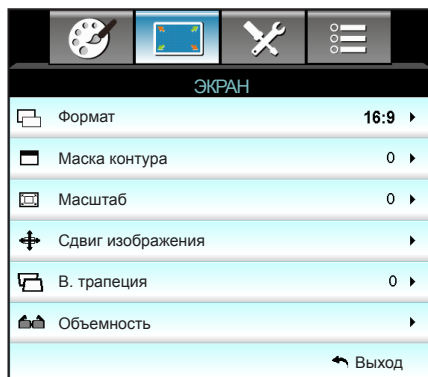 ЭКРАН
Формат 16:9
Маска контура 0
Масштаб 0
Сдвиг изображения
В. трапеция 0
Объемность
Выход